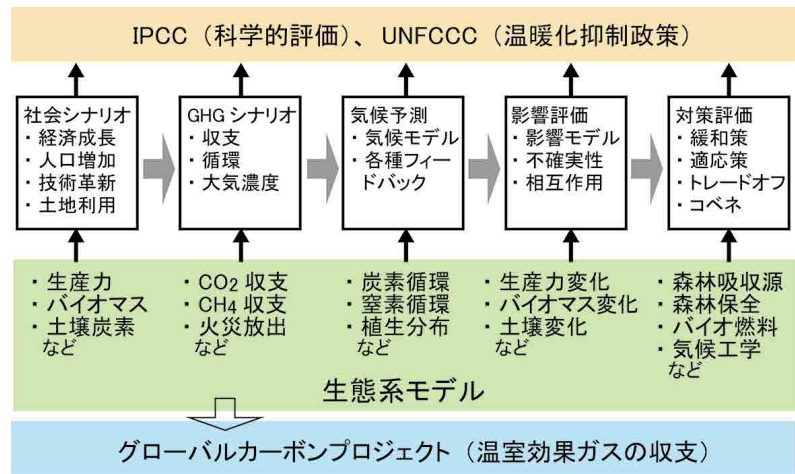 IPCC（科学的評価）、UNFCCC（温暖化抑制政策）
社会シナリオ
・経済成長
・人口増加
・技術革新
・土地利用
GHGシナリオ
・収支
・循環
・大気濃度
気候予測
・気候モデル
・各種フィー
ドバック
影響評価
・影響モデル
・不確実性
・相互作用
対策評価
・緩和策
・適応策
・トレードオフ
・コベネ
・生産力
・バイオマス
・土壌炭素
など
・CO2収支
・CH4収支
・火災放出
など
・炭素循環
・窒素循環
・植生分布
など
・生産力変化
・バイオマス変化
・土壌変化
など
・森林吸収源
・森林保全
・バイオ燃料
・気候工学
など
生態系モデル
グローバルカーボンプロジェクト（温室効果ガスの収支）